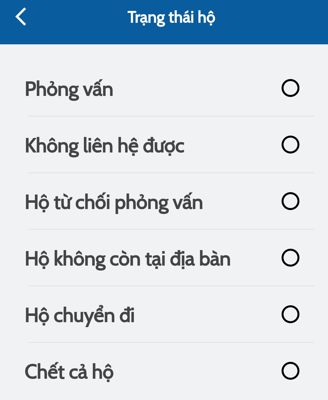 Trạng thái hộ
Phỏng vấn
Không liên hệ được
Hộ từ chối phỏng vấn
Hộ không còn tại địa bàn
Hộ chuyển đi
Chết cả hộ